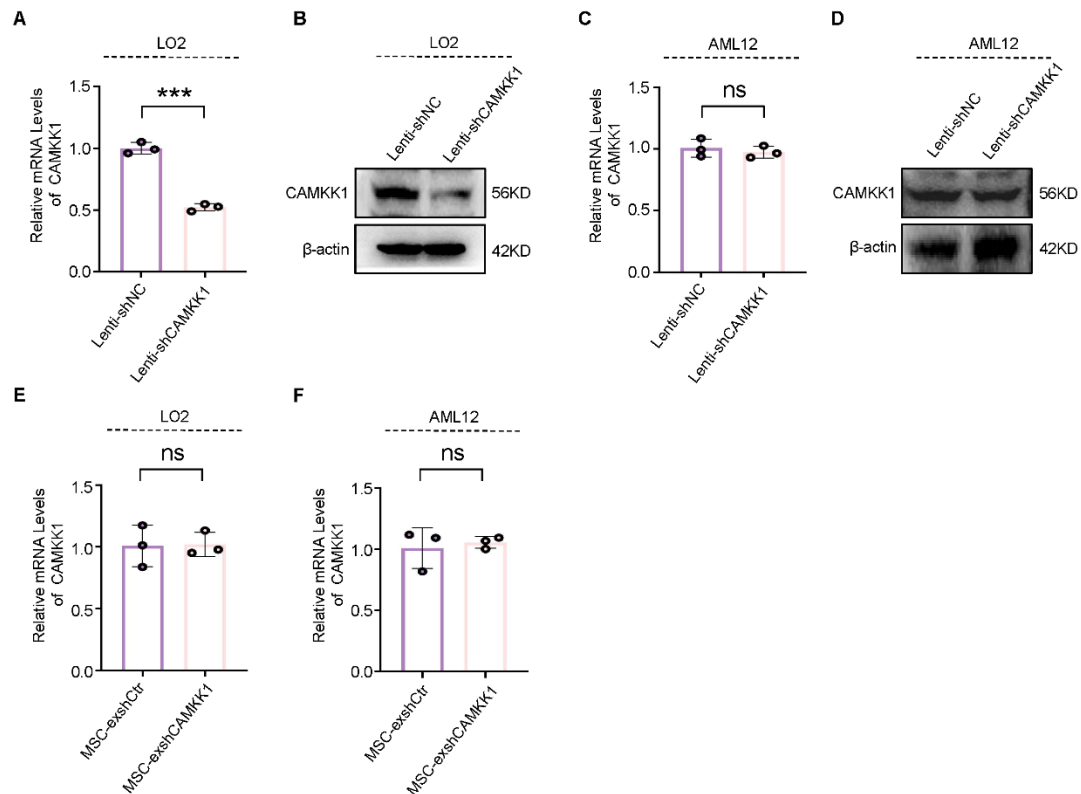 A
LO2
Relative mRNA Levels
of CAMKK1
1.5
1.0
0.5
0.0
***
Lenti-shNC
Lenti-shCAMKK1
B
LO2
Lenti-shNC
Lenti-shCAMKK1
CAMKK1
56KD
β-actin
42KD
C
AML12
Relative mRNA Levels
of CAMKK1
1.5
1.0
0.5
0.0
ns
Lenti-shNC
Lenti-shCAMKK1
D
AML12
Lenti-shNC
Lenti-shCAMKK1
CAMKK1
56KD
β-actin
42KD
E
LO2
Relative mRNA Levels
of CAMKK1
1.5
1.0
0.5
0.0
ns
MSC-exshCtr
MSC-exshCAMKK1
F
AML12
Relative mRNA Levels
of CAMKK1
1.5
1.0
0.5
0.0
ns
MSC-exshCtr
MSC-exshCAMKK1